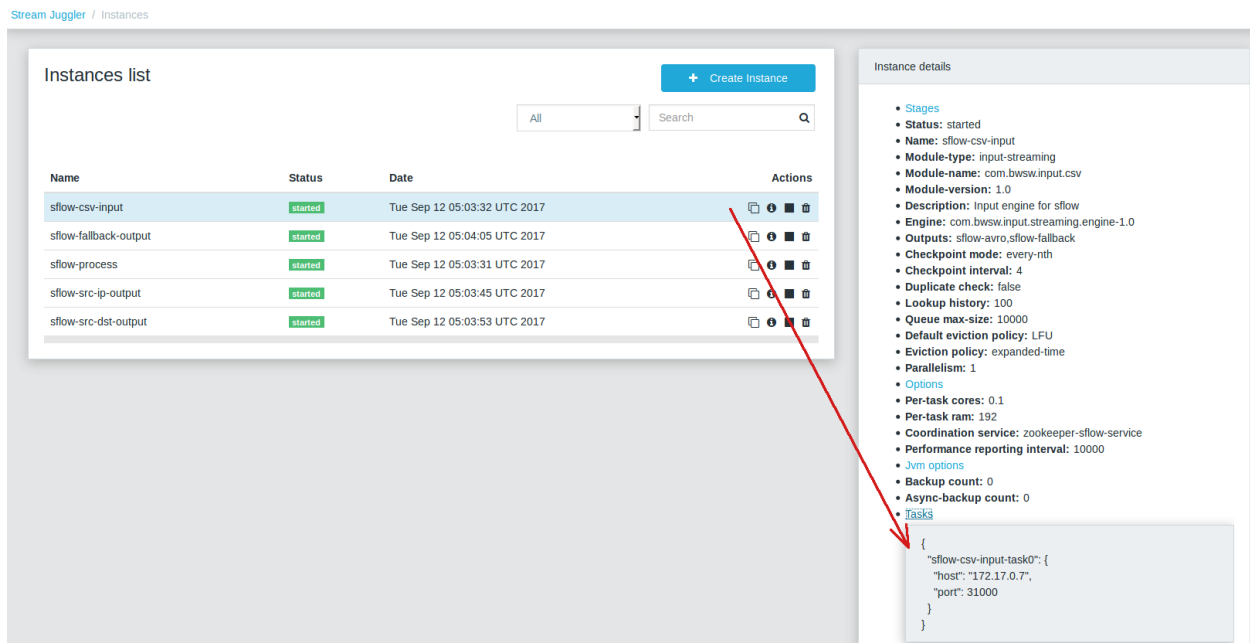 Stream Juggler / Instances
Instances list
Create Instance
All
Search
Name Status Date Actions
sflow-csv-input started Tue Sep 12 05:03:32 UTC 2017
sflow-fallback-output started Tue Sep 12 05:04:05 UTC 2017
sflow-process started Tue Sep 12 05:03:31 UTC 2017
sflow-src-ip-output started Tue Sep 12 05:03:45 UTC 2017
sflow-src-dst-output started Tue Sep 12 05:03:53 UTC 2017
Instance details
Stages
Status: started
Name: sflow-csv-input
Module-type: input-streaming
Module-name: com.bwsw.input.csv
Module-version: 1.0
Description: Input engine for sflow
Engine: com.bwsw.input.streaming.engine-1.0
Outputs: sflow-avro,sflow-fallback
Checkpoint mode: every-nth
Checkpoint interval: 4
Duplicate check: false
Lookup history: 100
Queue max-size: 10000
Default eviction policy: LFU
Eviction policy: expanded-time
Parallelism: 1
Options
Per-task cores: 0.1
Per-task ram: 192
Coordination service: zookeeper-sflow-service
Performance reporting interval: 10000
Jvm options
Backup count: 0
Async-backup count: 0
Tasks
{
"sflow-csv-input-task0": {
"host": "172.17.0.7",
"port": 31000
}
}